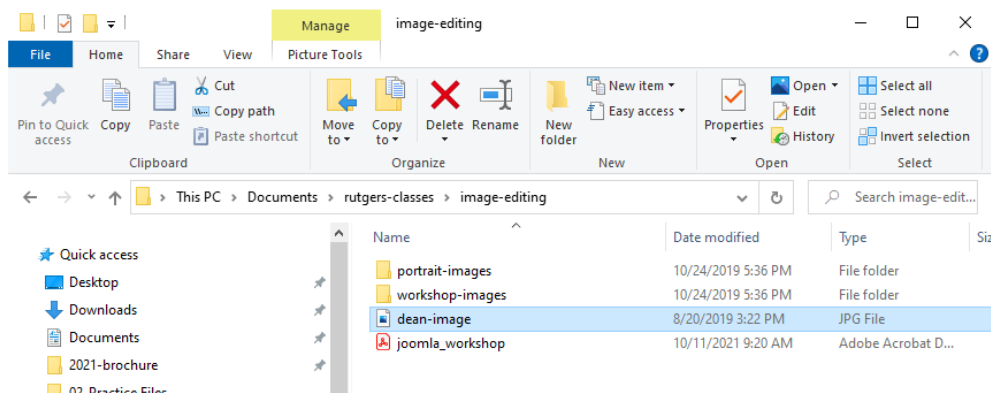 Manage image-editing
File Home Share View Picture Tools
Pin to Quick access
Copy
Paste
Cut
Copy path
Paste shortcut
Clipboard
Move to
Copy to
Delete
Rename
Organize
New folder
New item
Easy access
New
Properties
Open
Edit
History
Open
Select all
Select none
Invert selection
Select
This PC > Documents > rutgers-classes > image-editing
Search image-edit...
Quick access
Desktop
Downloads
Documents
2021-brochure
02-Practice Files
Name Date modified Type
portrait-images 10/24/2019 5:36 PM File folder
workshop-images 10/24/2019 5:36 PM File folder
dean-image 8/20/2019 3:22 PM JPG File
joomla_workshop 10/11/2021 9:20 AM Adobe Acrobat D...